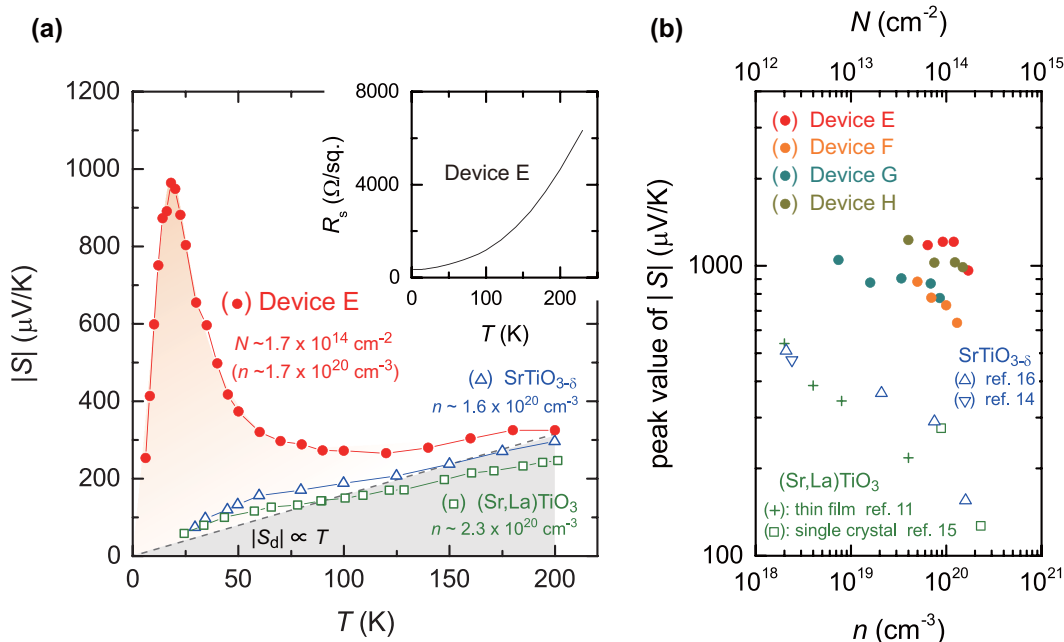 (a)
|S| (μV/K)
1200
1000
800
600
400
200
0
0
50
100
150
200
T (K)
8000
4000
0
R_s (Ω/sq.)
Device E
0
100
200
T (K)
(●) Device E
N ~1.7 x 10^14 cm^-2
(n ~1.7 x 10^20 cm^-3)
(△) SrTiO_3-δ
n ~ 1.6 x 10^20 cm^-3
(□) (Sr,La)TiO_3
n ~ 2.3 x 10^20 cm^-3
|S_d| ∝ T
(b)
N (cm^-2)
10^12
10^13
10^14
10^15
peak value of |S| (μV/K)
1000
100
(●) Device E
(●) Device F
(●) Device G
(●) Device H
SrTiO_3-δ
(△) ref. 16
(▽) ref. 14
(Sr,La)TiO_3
(+): thin film ref. 11
(□): single crystal ref. 15
10^18
10^19
10^20
10^21
n (cm^-3)